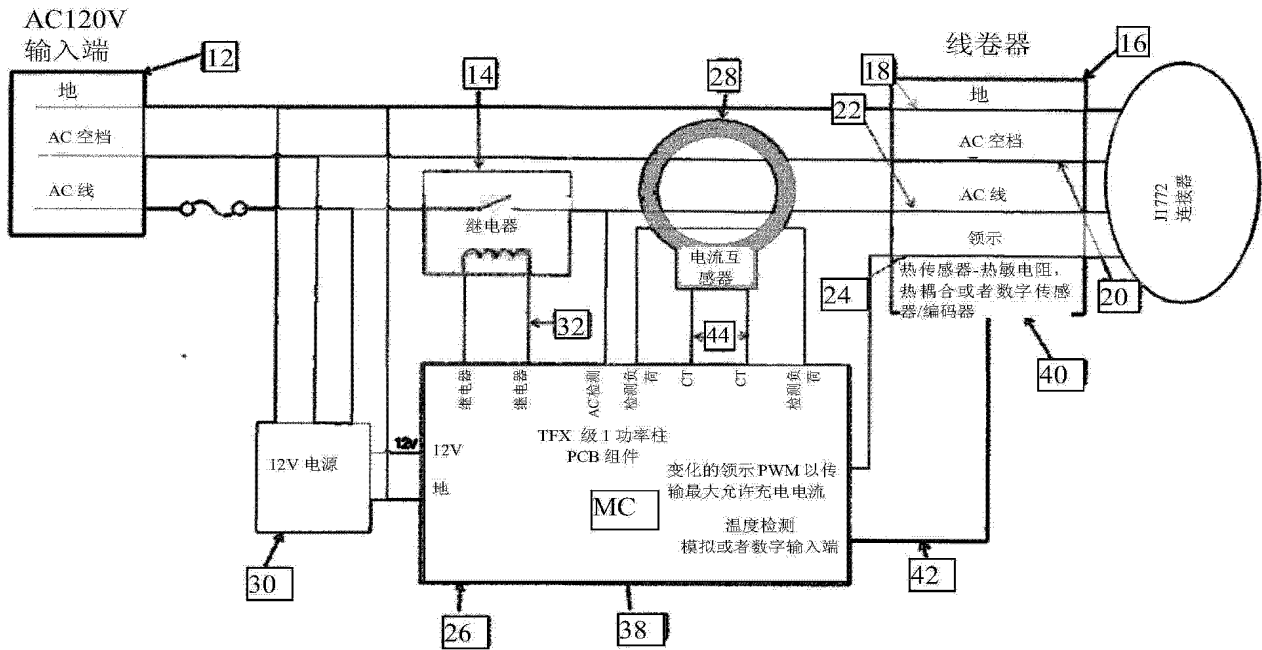 AC120V
输入端
12
地
AC 空档
AC 线
14
继电器
32
28
电流互
感器
44
线卷器
16
18
地
22
AC 空档
AC 线
领示
24
热传感器-热敏电阻，
热耦合或者数字传感
器/编码器
20
40
J1772
连接器
继电器
继电器
AC检测
检测负
荷
CT
CT
检测负
荷
TFX 级 1 功率柱
PCB 组件
12V 电源
12V
12V
地
MC
变化的领示 PWM 以传
输最大允许充电电流
温度检测
模拟或者数字输入端
30
26
38
42